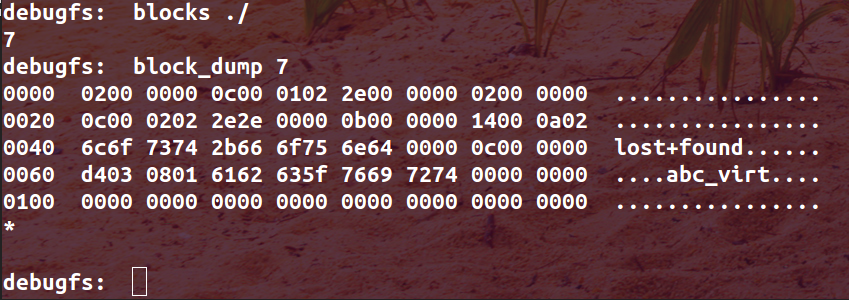 debugfs:  blocks ./
7
debugfs:  block_dump 7
0000  0200 0000 0c00 0102 2e00 0000 0200 0000  ................
0020  0c00 0202 2e2e 0000 0b00 0000 1400 0a02  ................
0040  6c6f 7374 2b66 6f75 6e64 0000 0c00 0000  lost+found......
0060  d403 0801 6162 635f 7669 7274 0000 0000  ....abc_virt....
0100  0000 0000 0000 0000 0000 0000 0000 0000  ................
*
debugfs: